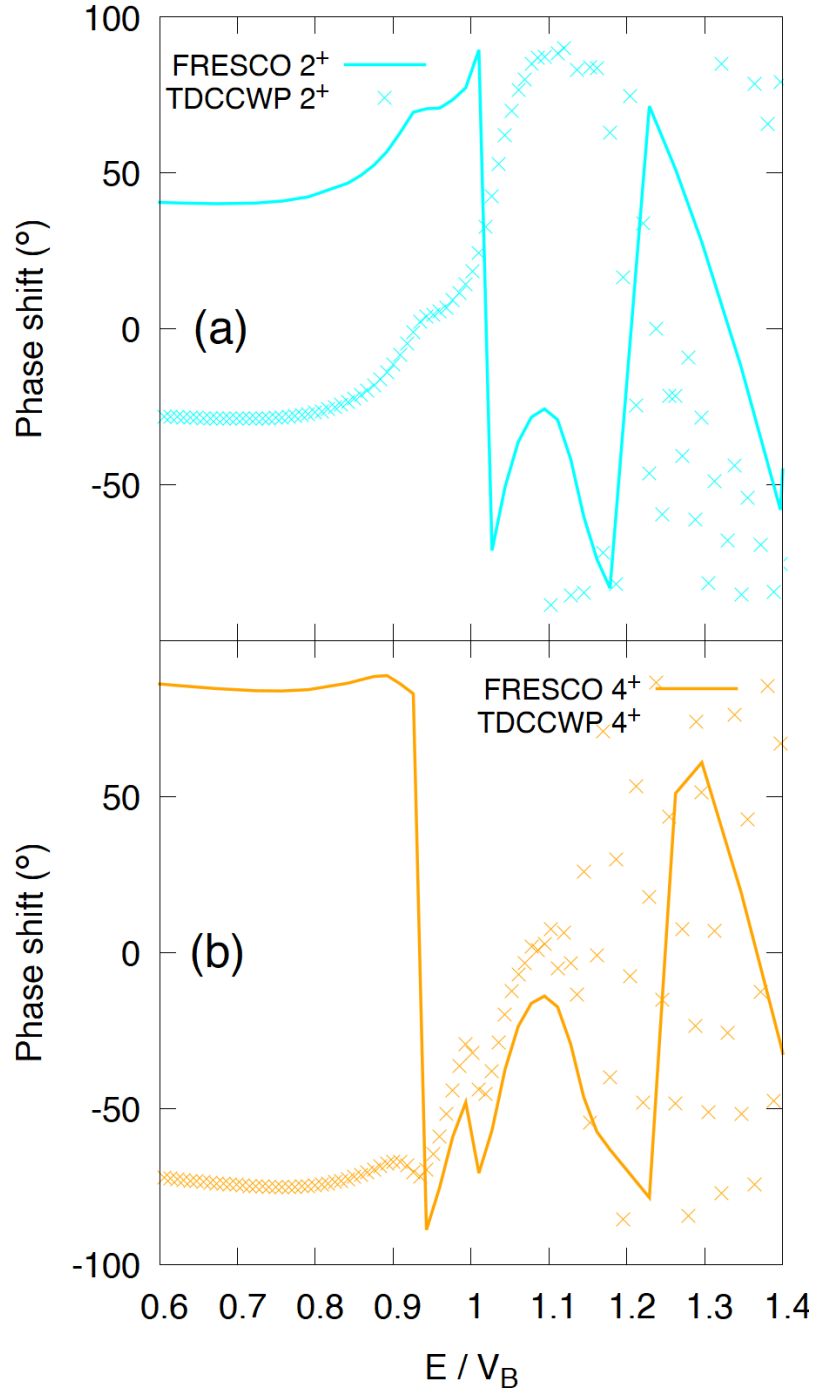 100
FRESCO 2+
TDCCWP 2+
50
Phase shift (°)
0
(a)
-50
FRESCO 4+
TDCCWP 4+
50
Phase shift (°)
0
(b)
-50
-100
0.6 0.7 0.8 0.9 1 1.1 1.2 1.3 1.4
E / V_B